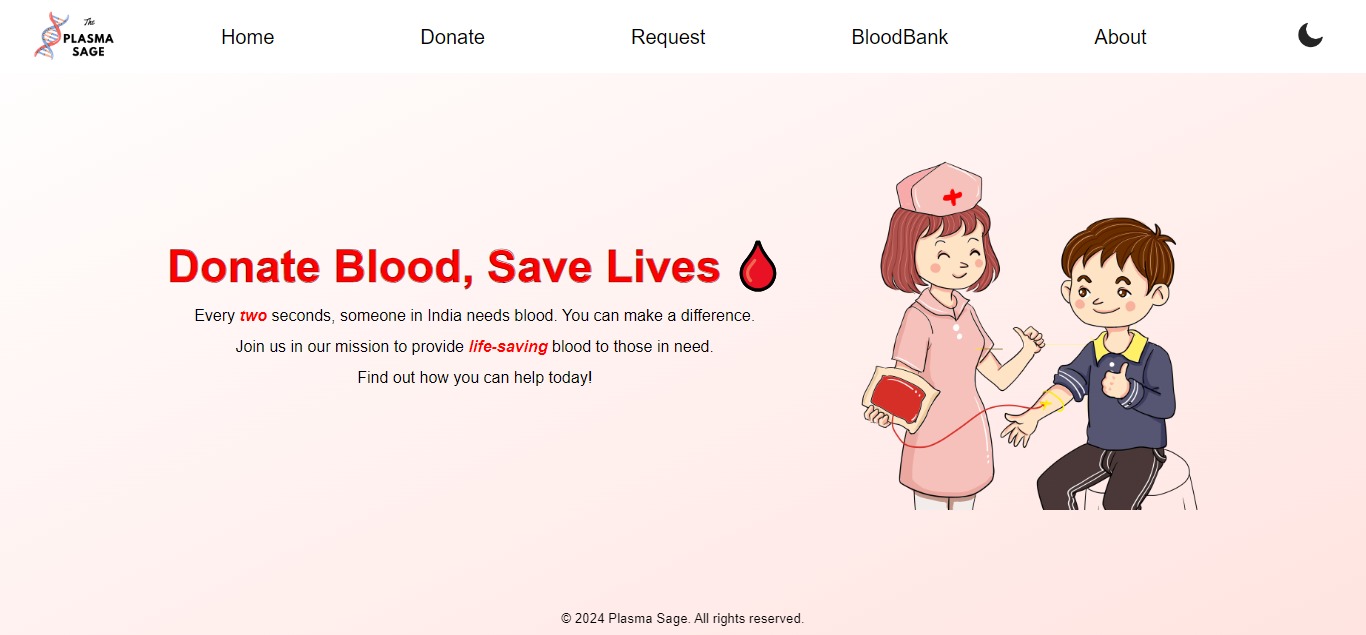 The
PLASMA
SAGE
Home Donate Request BloodBank About
Donate Blood, Save Lives
Every two seconds, someone in India needs blood. You can make a difference.
Join us in our mission to provide life-saving blood to those in need.
Find out how you can help today!
© 2024 Plasma Sage. All rights reserved.